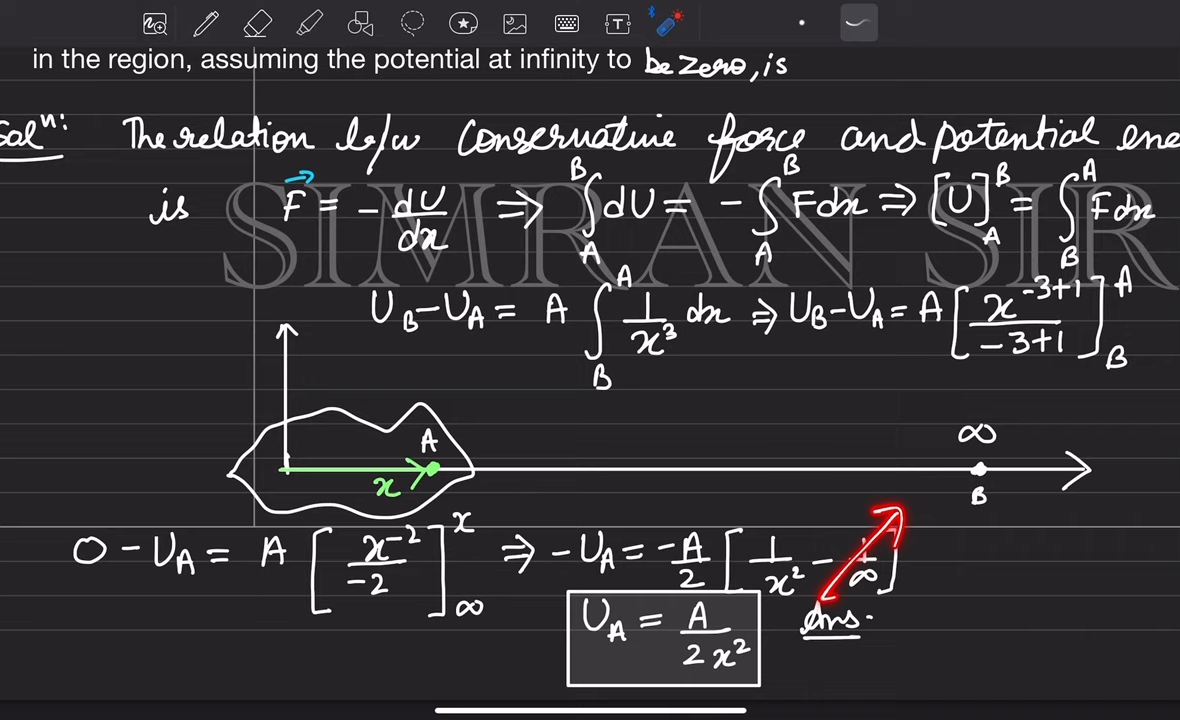 in the region, assuming the potential at infinity to be zero, is
Solⁿ: The relation b/w conservative force and potential ene
is F⃗ = - dU/dx ⇒ ∫_A^B dU = - ∫_A^B F dx ⇒ [U]_A^B = ∫_B^A F dx
SIMRAN SIR
U_B - U_A = A ∫_B^A 1/x³ dx ⇒ U_B - U_A = A [x^(-3+1)/(-3+1)]_B^A
A ∞
x B
0 - U_A = A [x^(-2)/(-2)]_∞^x ⇒ - U_A = -A/2 [1/x² - 1/∞]
U_A = A/2x² Ans.